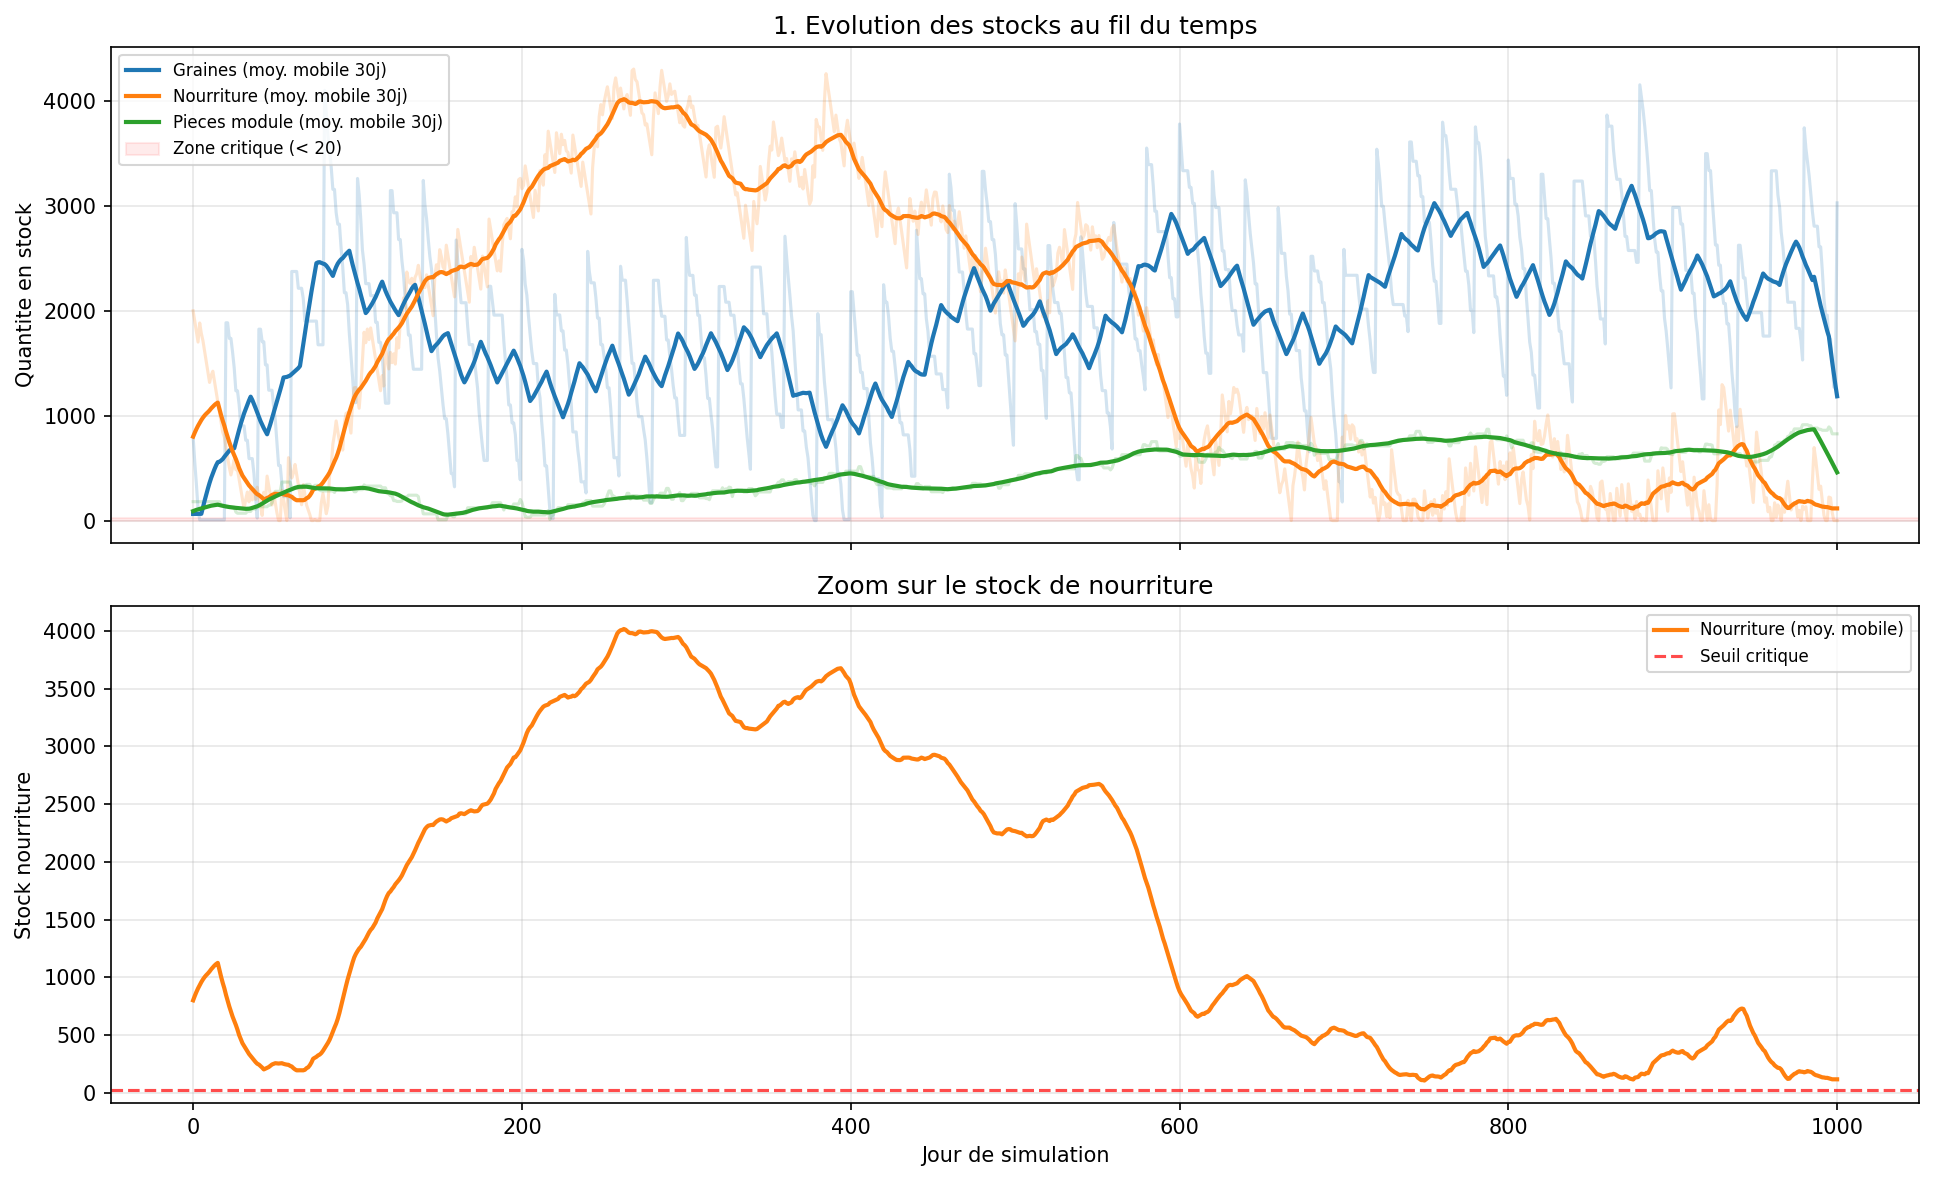 1. Evolution des stocks au fil du temps
Graines (moy. mobile 30j)
Nourriture (moy. mobile 30j)
Pieces module (moy. mobile 30j)
Zone critique (< 20)
Quantite en stock
4000
3000
2000
1000
0
Zoom sur le stock de nourriture
Nourriture (moy. mobile)
Seuil critique
Stock nourriture
4000
3500
3000
2500
2000
1500
1000
500
0
0 200 400 600 800 1000
Jour de simulation